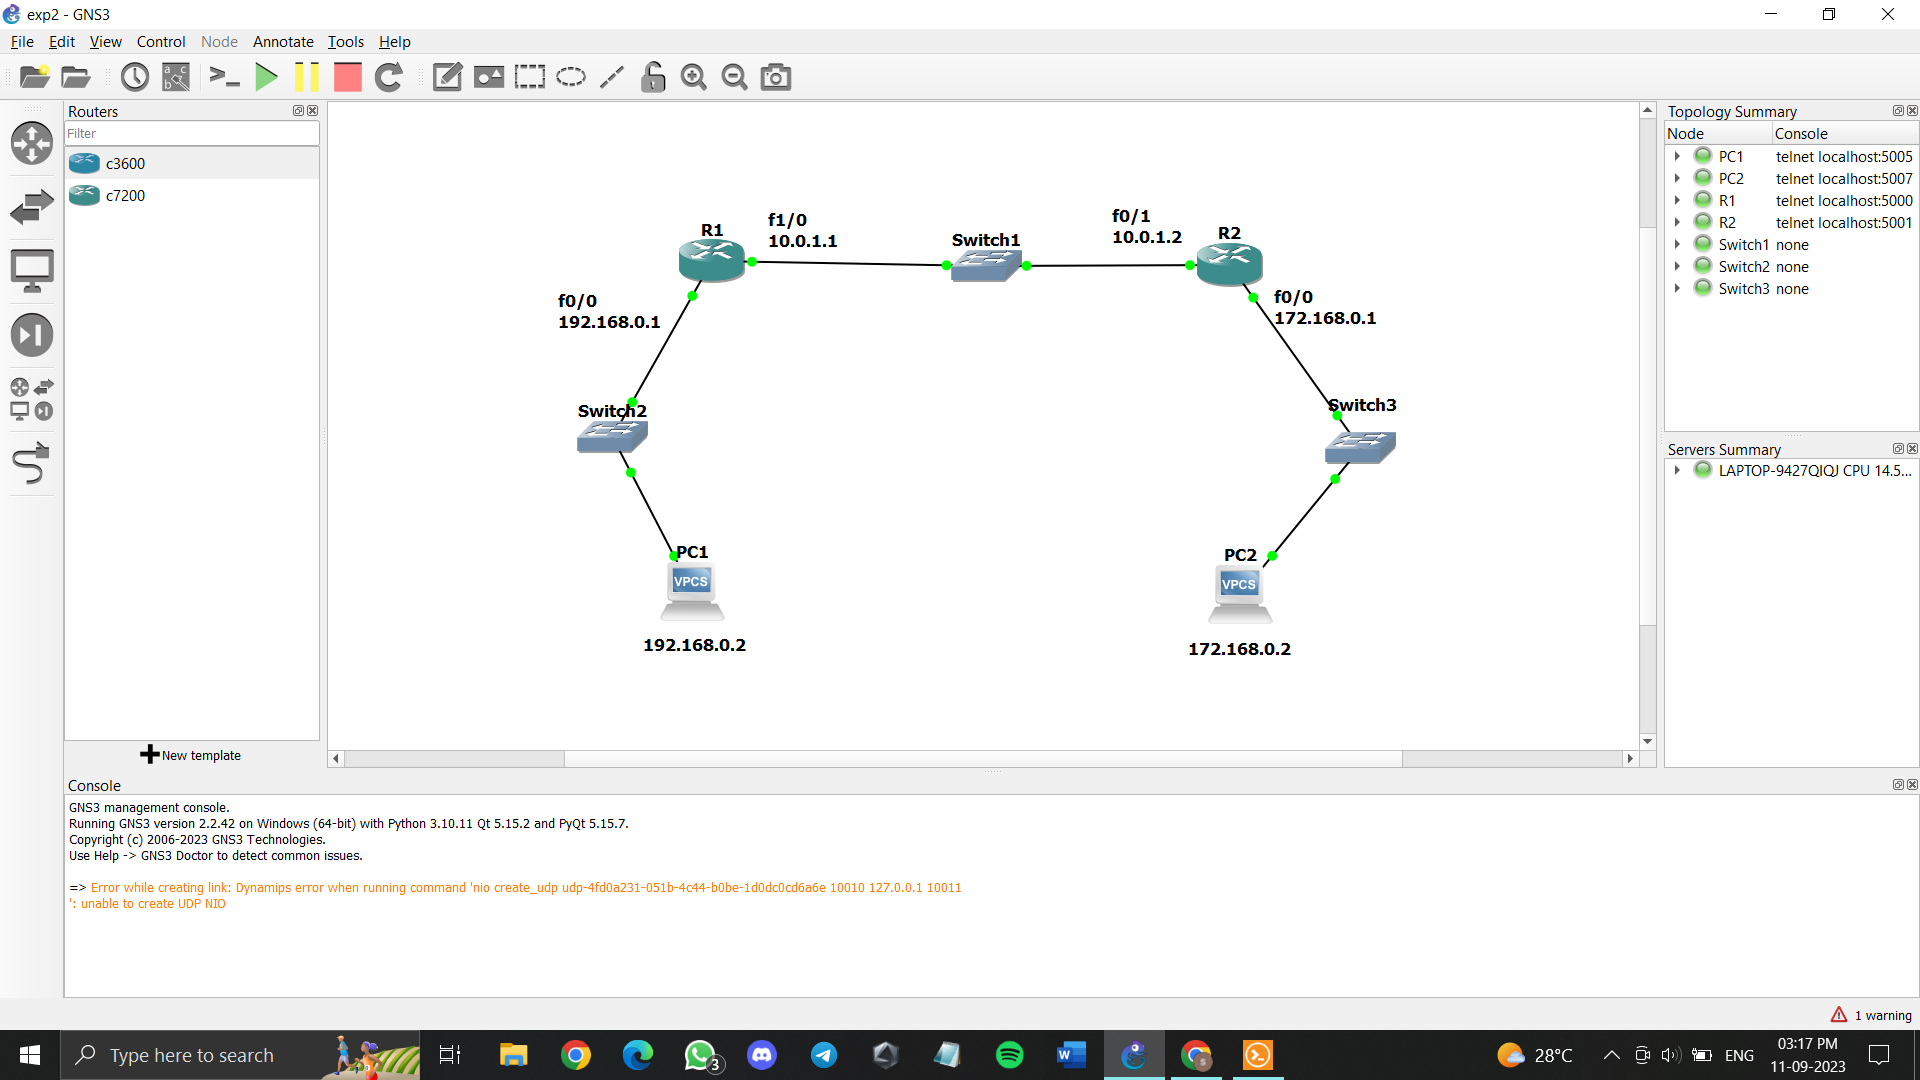 exp2 - GNS3
File Edit View Control Node Annotate Tools Help
Routers
Filter
c3600
c7200
New template
R1
f1/0
10.0.1.1
Switch1
f0/1
10.0.1.2
R2
f0/0
192.168.0.1
f0/0
172.168.0.1
Switch2
Switch3
PC1
VPCS
192.168.0.2
PC2
VPCS
172.168.0.2
Topology Summary
Node Console
PC1 telnet localhost:5005
PC2 telnet localhost:5007
R1 telnet localhost:5000
R2 telnet localhost:5001
Switch1 none
Switch2 none
Switch3 none
Servers Summary
LAPTOP-9427QIQJ CPU 14.5...
Console
GNS3 management console.
Running GNS3 version 2.2.42 on Windows (64-bit) with Python 3.10.11 Qt 5.15.2 and PyQt 5.15.7.
Copyright (c) 2006-2023 GNS3 Technologies.
Use Help -> GNS3 Doctor to detect common issues.
=> Error while creating link: Dynamips error when running command 'nio create_udp udp-4fd0a231-051b-4c44-b0be-1d0dc0cd6a6e 10010 127.0.0.1 10011
': unable to create UDP NIO
1 warning
Type here to search
3
28°C
ENG
03:17 PM
11-09-2023